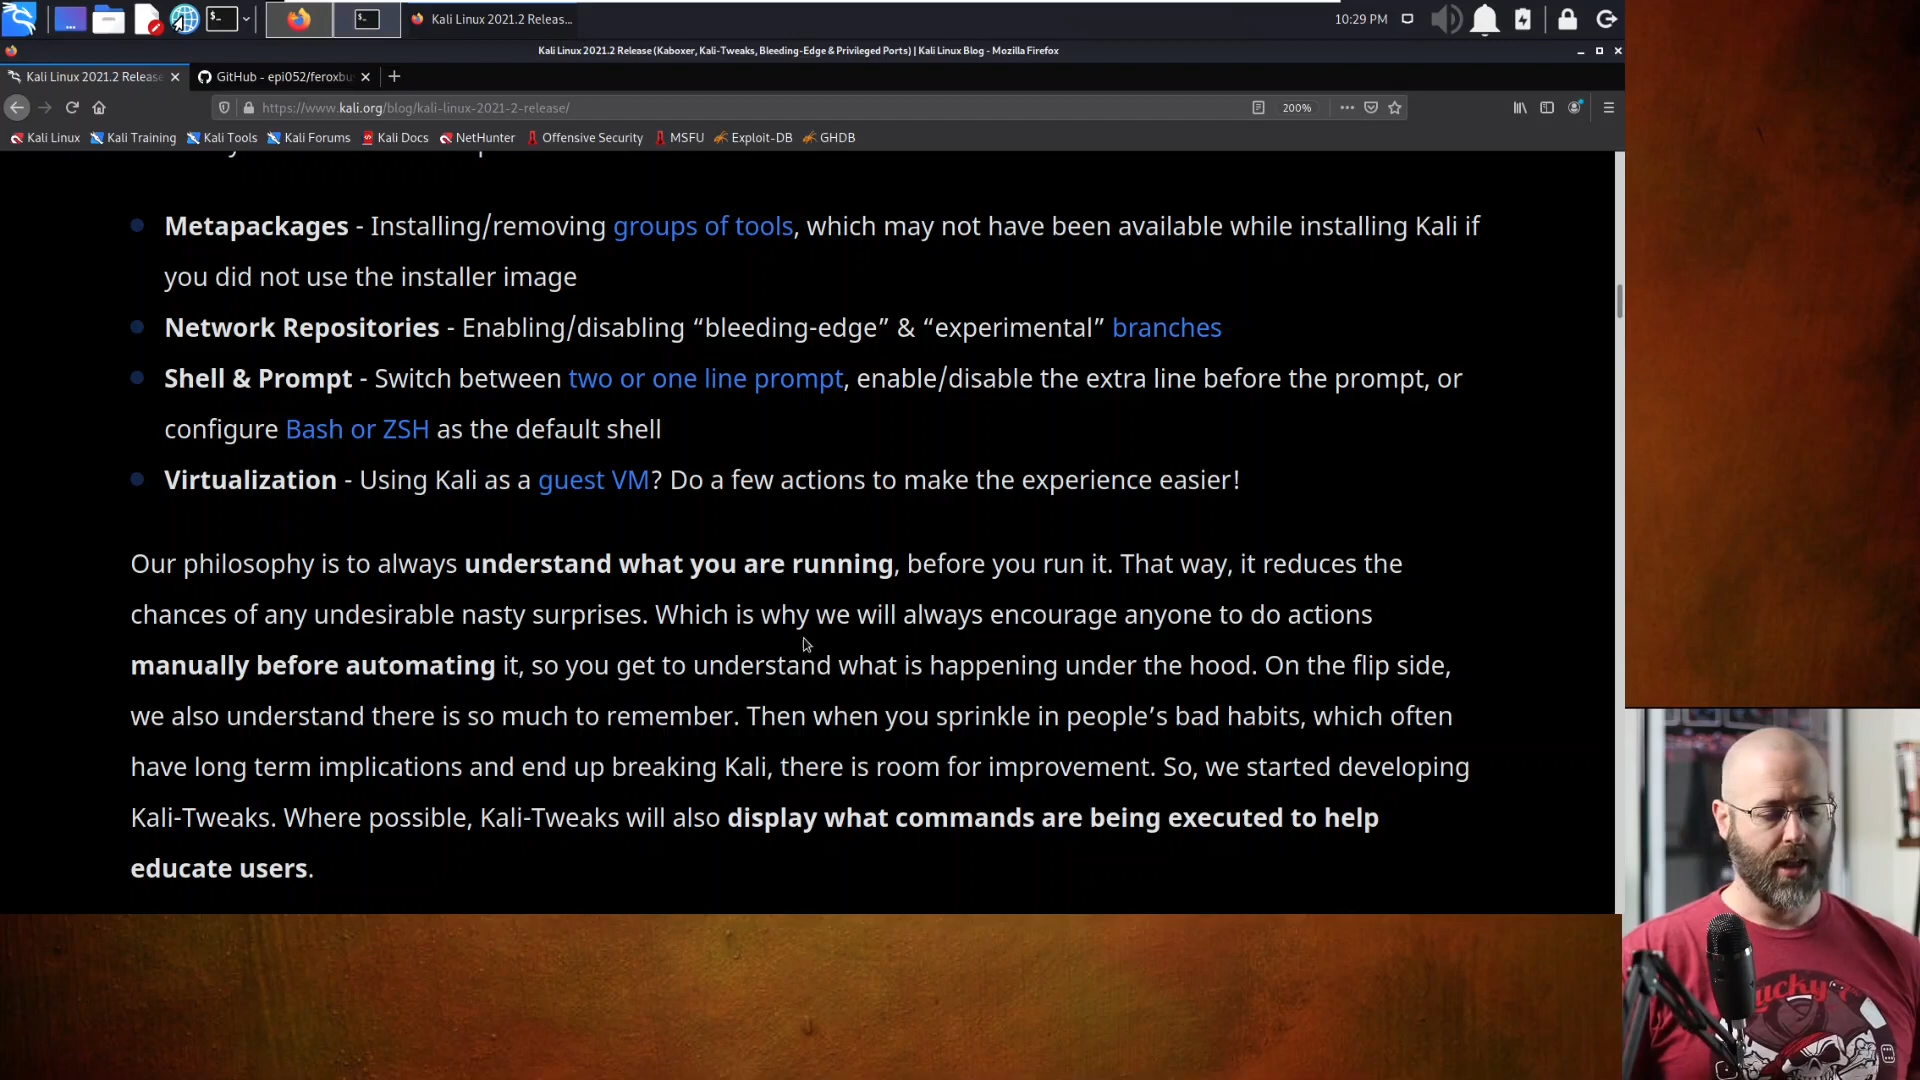 Kali Linux 2021.2 Releas...
10:29 PM
Kali Linux 2021.2 Release (Kaboxer, Kali-Tweaks, Bleeding-Edge & Privileged Ports) | Kali Linux Blog - Mozilla Firefox
Kali Linux 2021.2 Release
GitHub - epi052/feroxbu
https://www.kali.org/blog/kali-linux-2021-2-release/
200%
Kali Linux
Kali Training
Kali Tools
Kali Forums
Kali Docs
NetHunter
Offensive Security
MSFU
Exploit-DB
GHDB
Metapackages - Installing/removing groups of tools, which may not have been available while installing Kali if
you did not use the installer image
Network Repositories - Enabling/disabling “bleeding-edge” & “experimental” branches
Shell & Prompt - Switch between two or one line prompt, enable/disable the extra line before the prompt, or
configure Bash or ZSH as the default shell
Virtualization - Using Kali as a guest VM? Do a few actions to make the experience easier!
Our philosophy is to always understand what you are running, before you run it. That way, it reduces the
chances of any undesirable nasty surprises. Which is why we will always encourage anyone to do actions
manually before automating it, so you get to understand what is happening under the hood. On the flip side,
we also understand there is so much to remember. Then when you sprinkle in people’s bad habits, which often
have long term implications and end up breaking Kali, there is room for improvement. So, we started developing
Kali-Tweaks. Where possible, Kali-Tweaks will also display what commands are being executed to help
educate users.